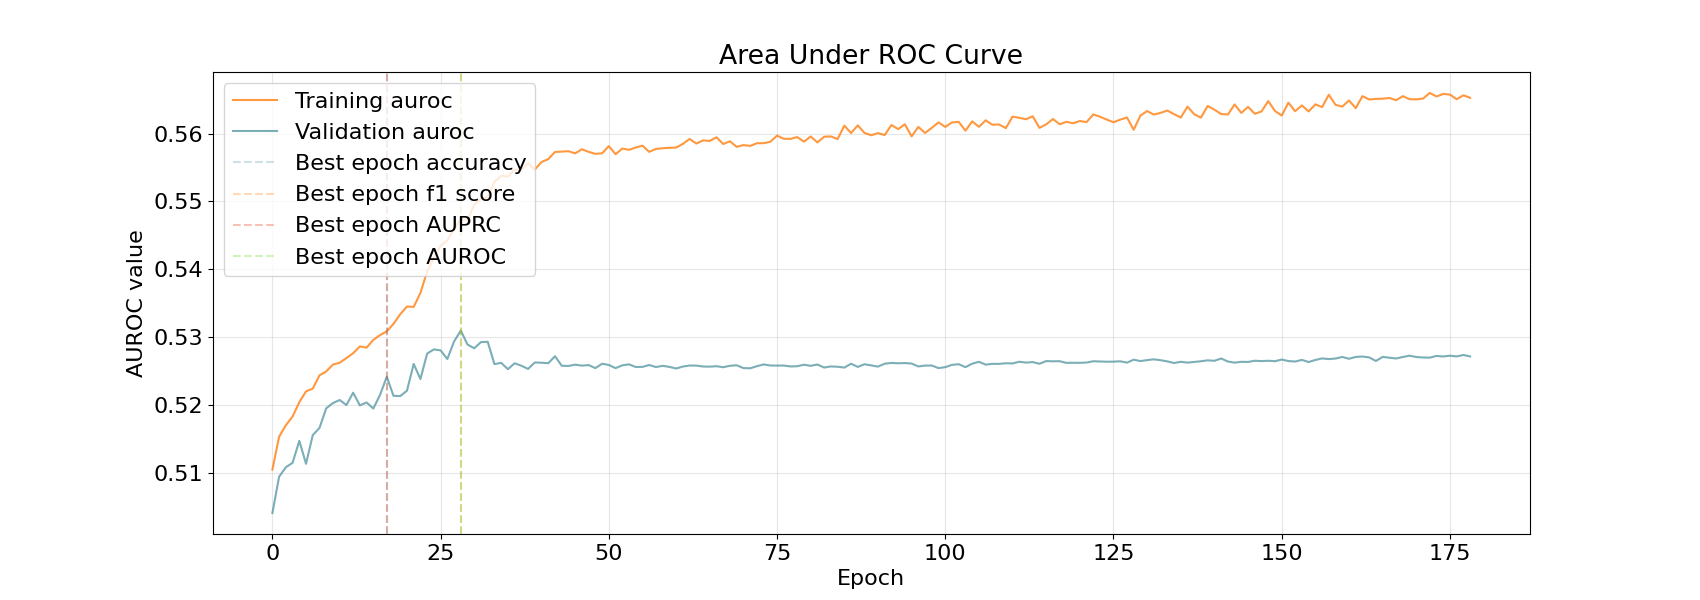 Area Under ROC Curve
Training auroc
Validation auroc
Best epoch accuracy
Best epoch f1 score
Best epoch AUPRC
Best epoch AUROC
AUROC value
0.56
0.55
0.54
0.53
0.52
0.51
0 25 50 75 100 125 150 175
Epoch